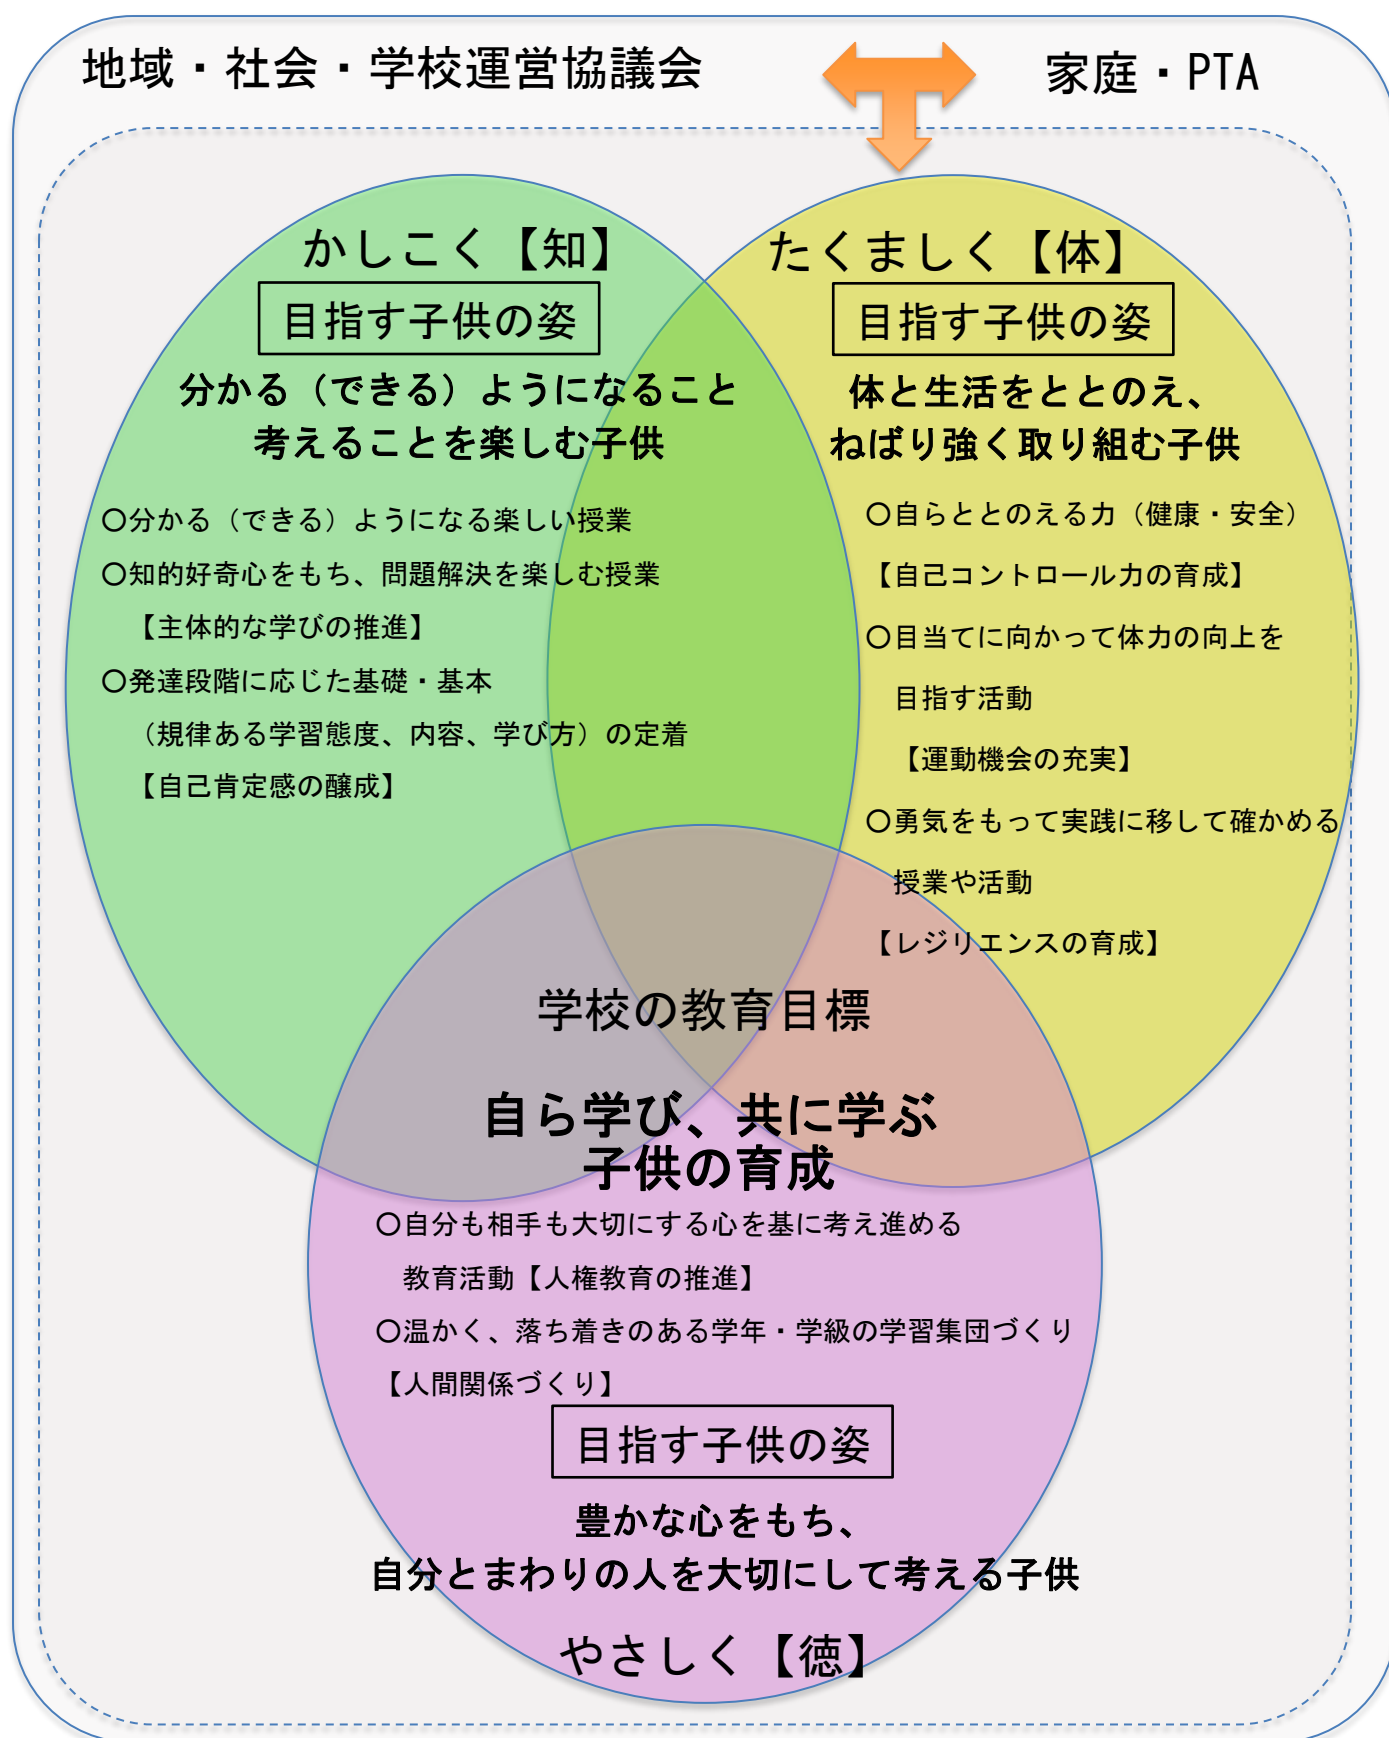 地域・社会・学校運営協議会
家庭・PTA
かしこく【知】
目指す子供の姿
分かる（できる）ようになること
考えることを楽しむ子供
〇分かる（できる）ようになる楽しい授業
〇知的好奇心をもち、問題解決を楽しむ授業
【主体的な学びの推進】
〇発達段階に応じた基礎・基本
（規律ある学習態度、内容、学び方）の定着
【自己肯定感の醸成】
たくましく【体】
目指す子供の姿
体と生活をととのえ、
ねばり強く取り組む子供
〇自らととのえる力（健康・安全）
【自己コントロール力の育成】
〇目当てに向かって体力の向上を
目指す活動
【運動機会の充実】
〇勇気をもって実践に移して確かめる
授業や活動
【レジリエンスの育成】
学校の教育目標
自ら学び、共に学ぶ
子供の育成
〇自分も相手も大切にする心を基に考え進める
教育活動【人権教育の推進】
〇温かく、落ち着きのある学年・学級の学習集団づくり
【人間関係づくり】
目指す子供の姿
豊かな心をもち、
自分とまわりの人を大切にして考える子供
やさしく【徳】